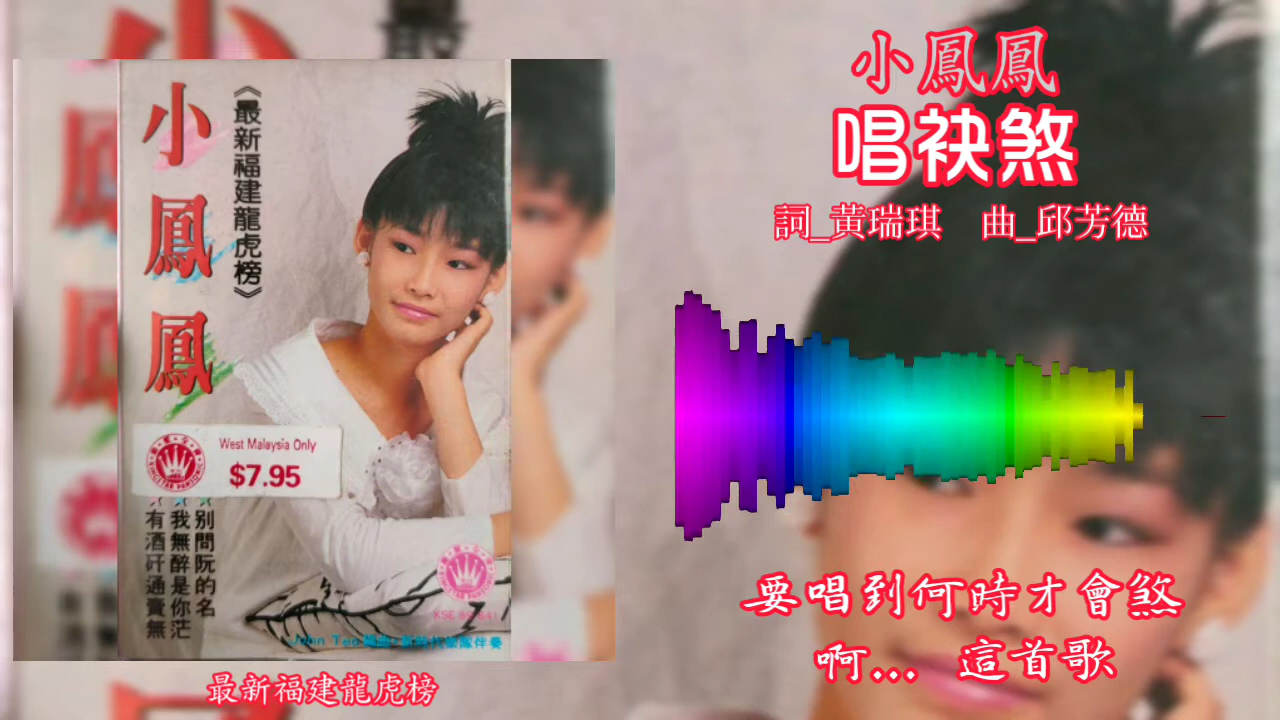 小鳳鳳
《最新福建龍虎榜》
West Malaysia Only
$7.95
別問阮的名
我無醉是你茫
有酒矸通賣無
最新福建龍虎榜
小鳳鳳
唱袂煞
詞_黃瑞琪 曲_邱芳德
要唱到何時才會煞
啊... 這首歌